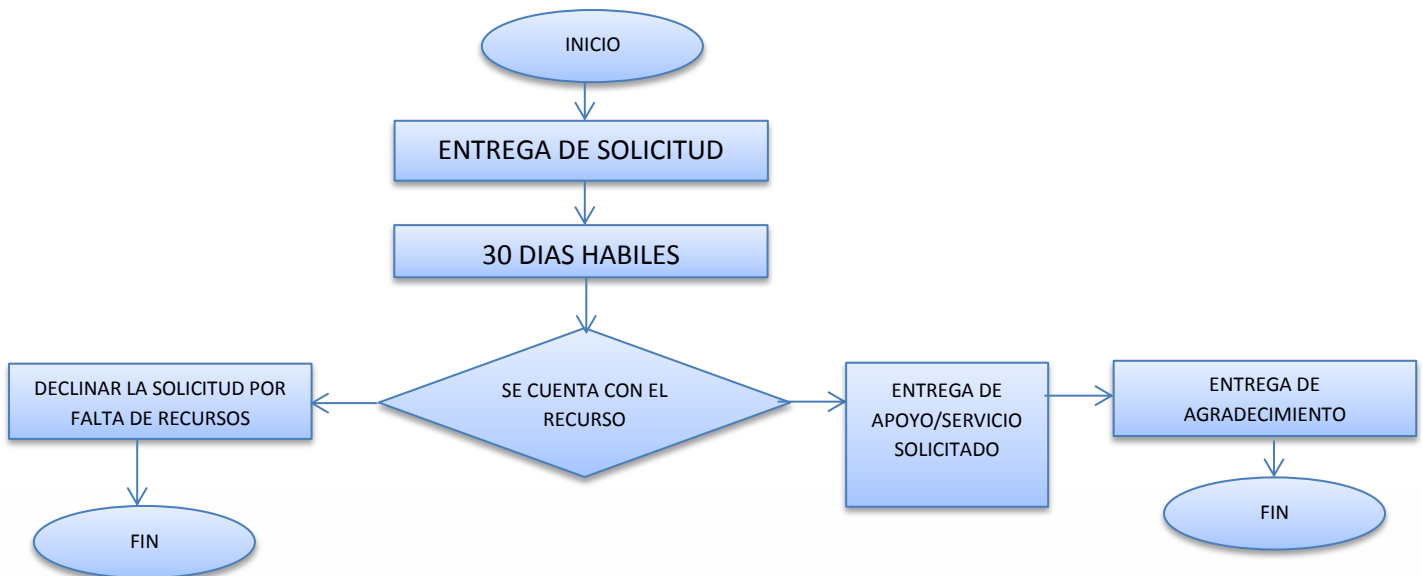 INICIO
ENTREGA DE SOLICITUD
30 DIAS HABILES
SE CUENTA CON EL
RECURSO
DECLINAR LA SOLICITUD POR
FALTA DE RECURSOS
FIN
ENTREGA DE
APOYO/SERVICIO
SOLICITADO
ENTREGA DE
AGRADECIMIENTO
FIN